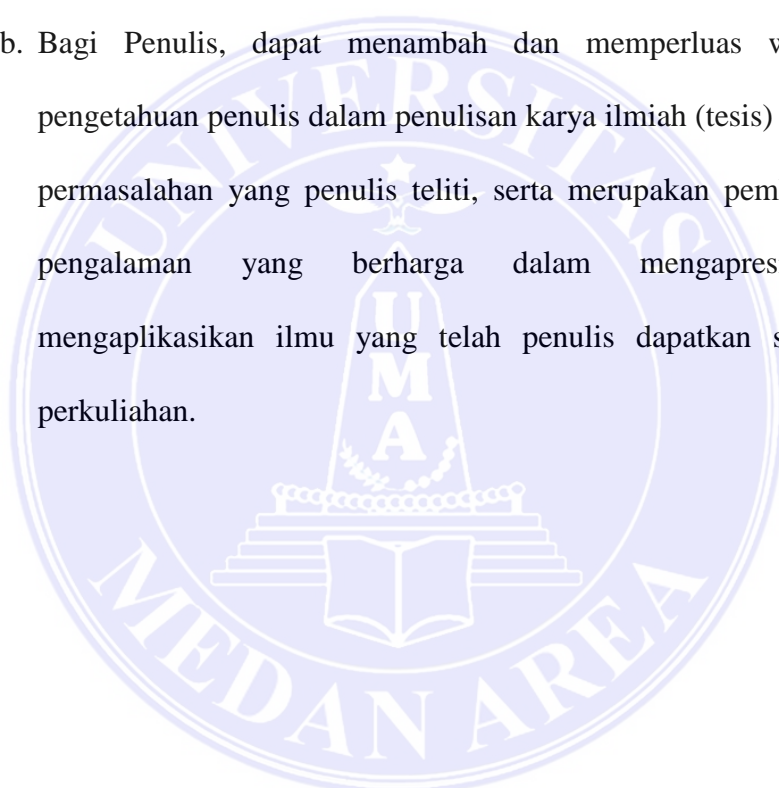 b. Bagi Penulis, dapat menambah dan memperluas
pengetahuan penulis dalam penulisan karya ilmiah (tesis)
permasalahan yang penulis teliti, serta merupakan
pengalaman yang berharga dalam
mengaplikasikan ilmu yang telah penulis dapatkan
perkuliahan.
UNIVERSITAS
UMA
MEDAN AREA